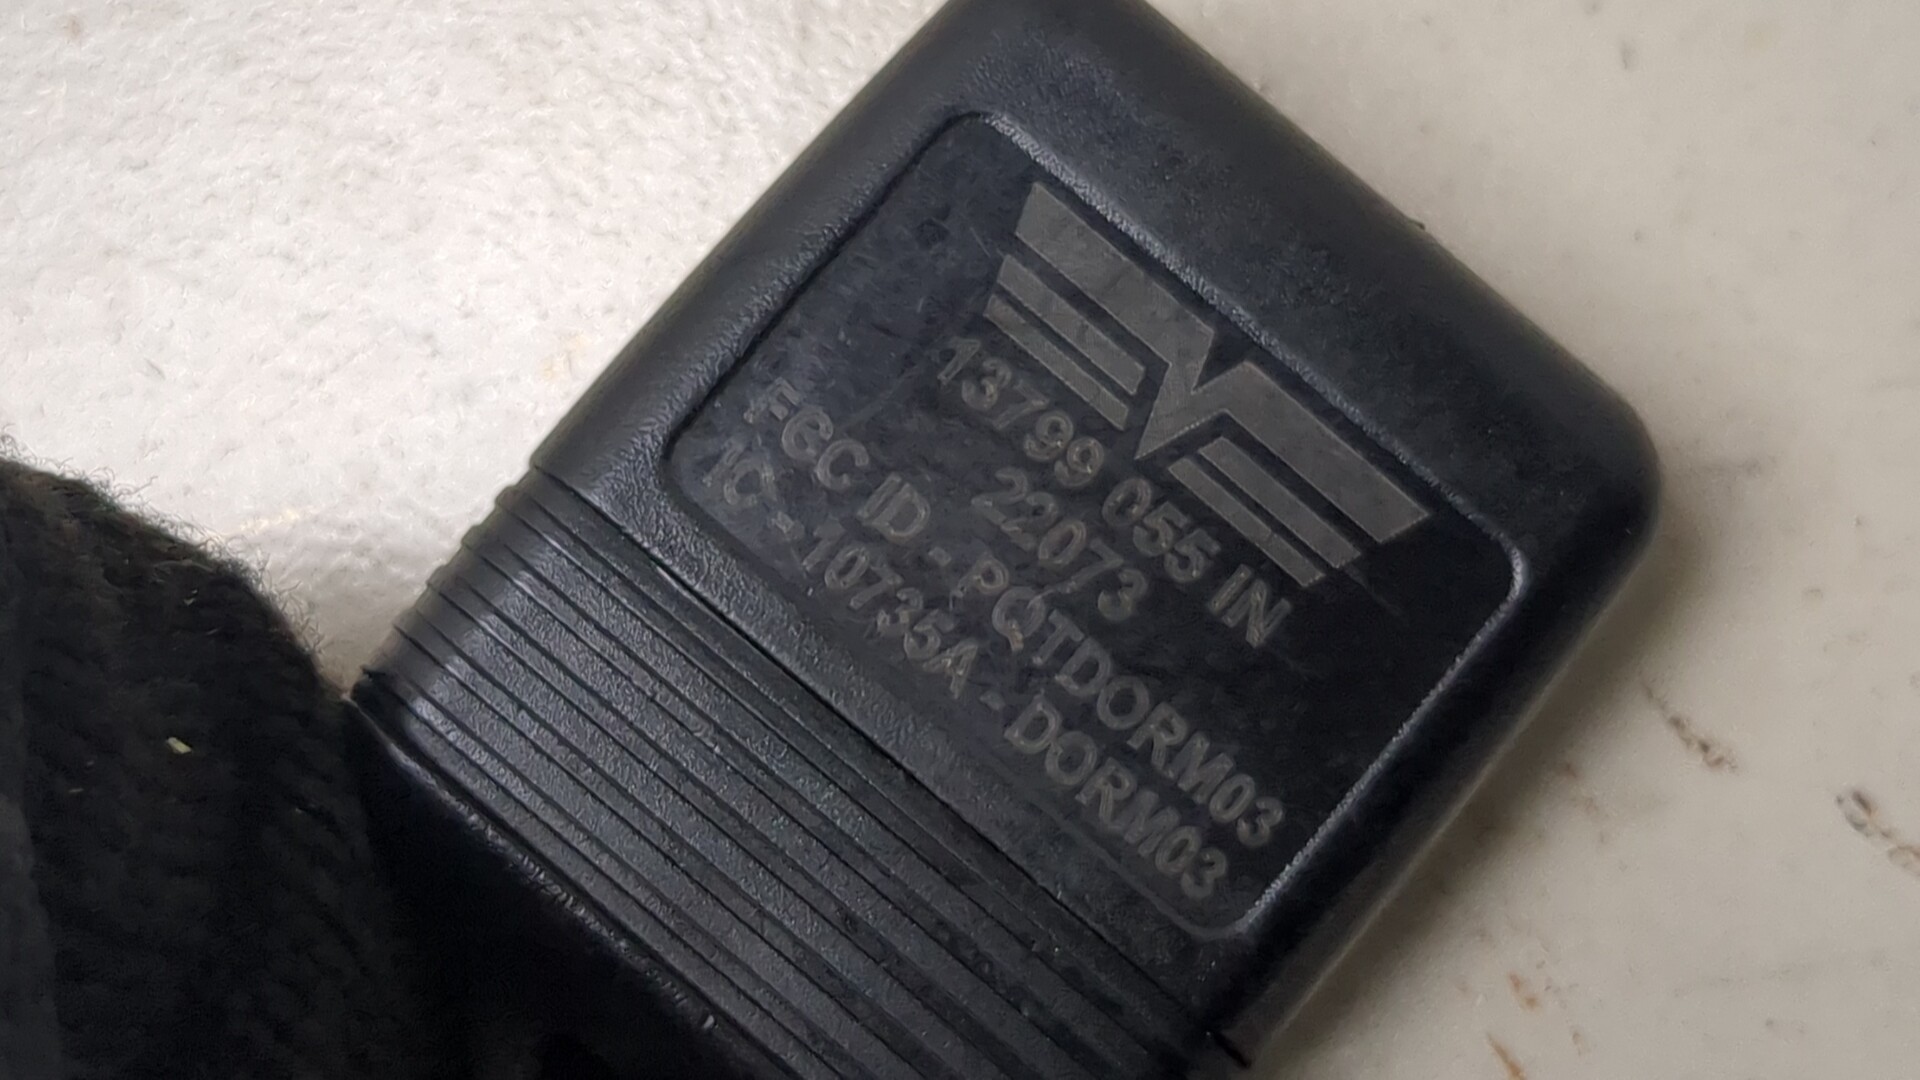 13799 055 IN
22073
FCC ID - PQTDORM03
IC - 10735A - DORM03